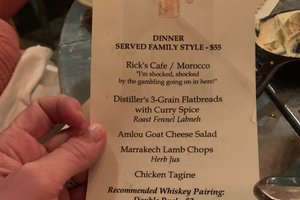 DINNER
SERVED FAMILY STYLE - $55
Rick's Cafe / Morocco
"I'm shocked, shocked
by the gambling going on in here!"
Distiller's 3-Grain Flatbreads
with Curry Spice
Roast Fennel Labneh
Amlou Goat Cheese Salad
Marrakech Lamb Chops
Herb Jus
Chicken Tagine
Recommended Whiskey Pairing: